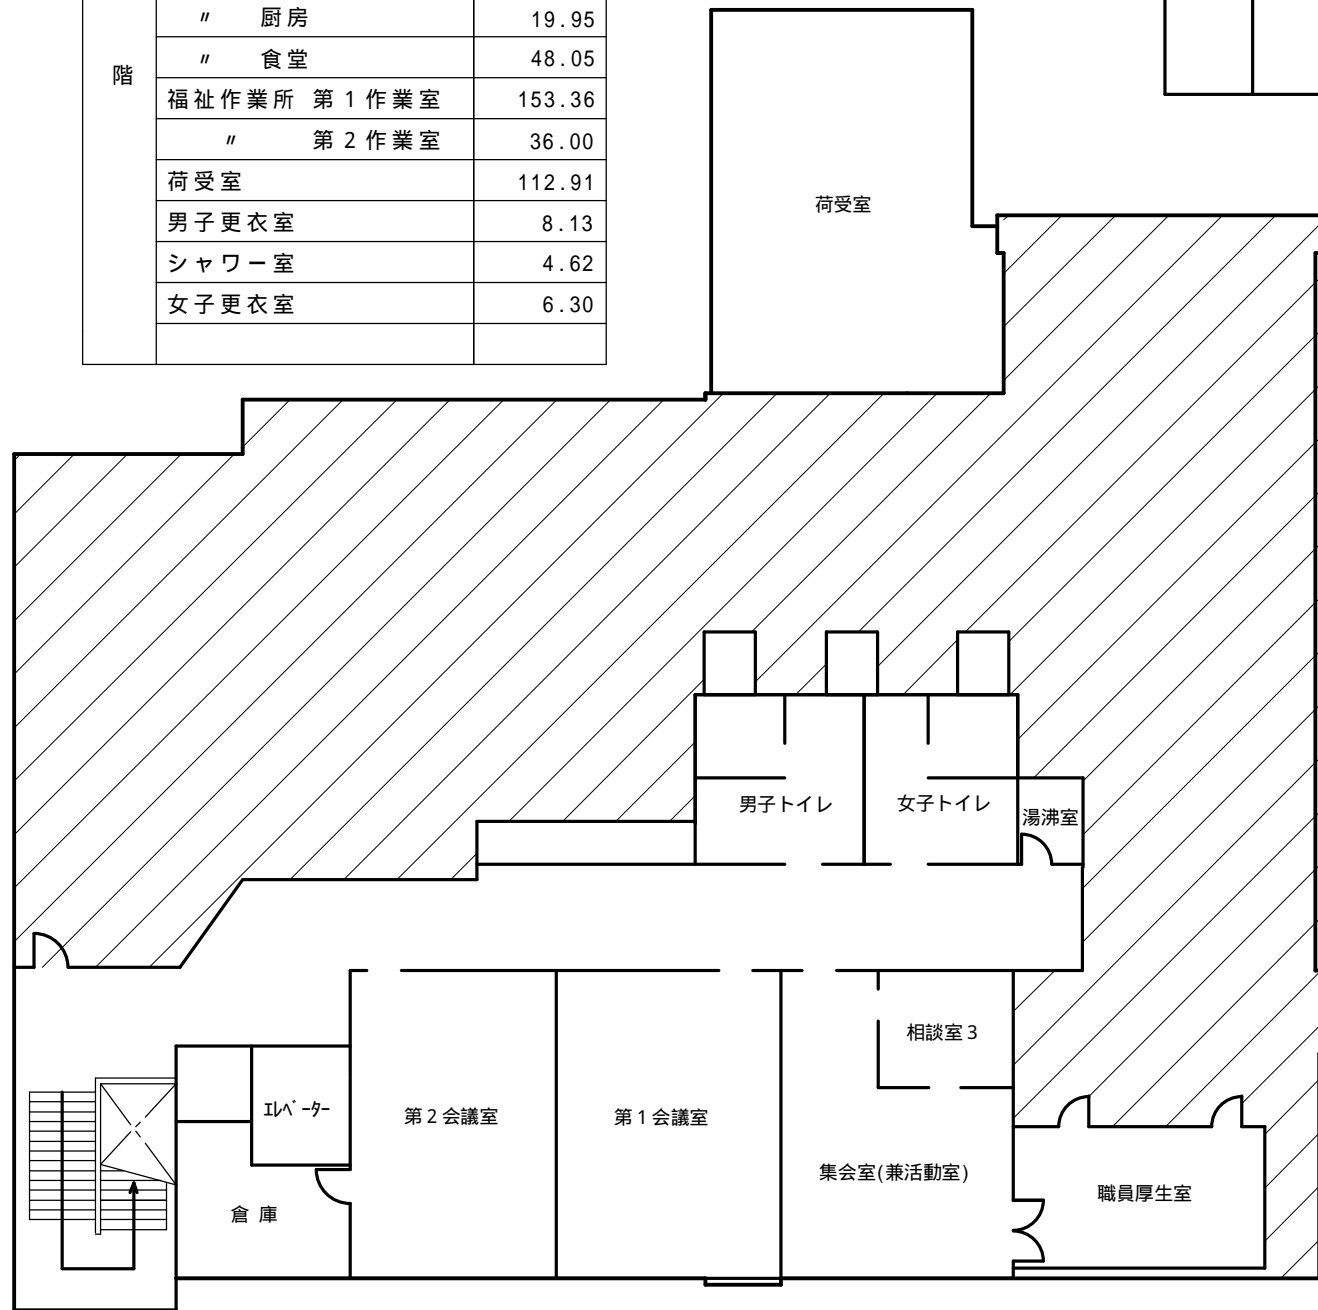 〃 厨房 19.95
〃 食堂 48.05
階
福祉作業所 第1作業室 153.36
〃 第2作業室 36.00
荷受室 112.91
男子更衣室 8.13
シャワー室 4.62
女子更衣室 6.30
荷受室
男子トイレ
女子トイレ
湯沸室
相談室3
ｴﾚﾍﾞｰﾀｰ
第2会議室
第1会議室
集会室(兼活動室)
職員厚生室
倉庫